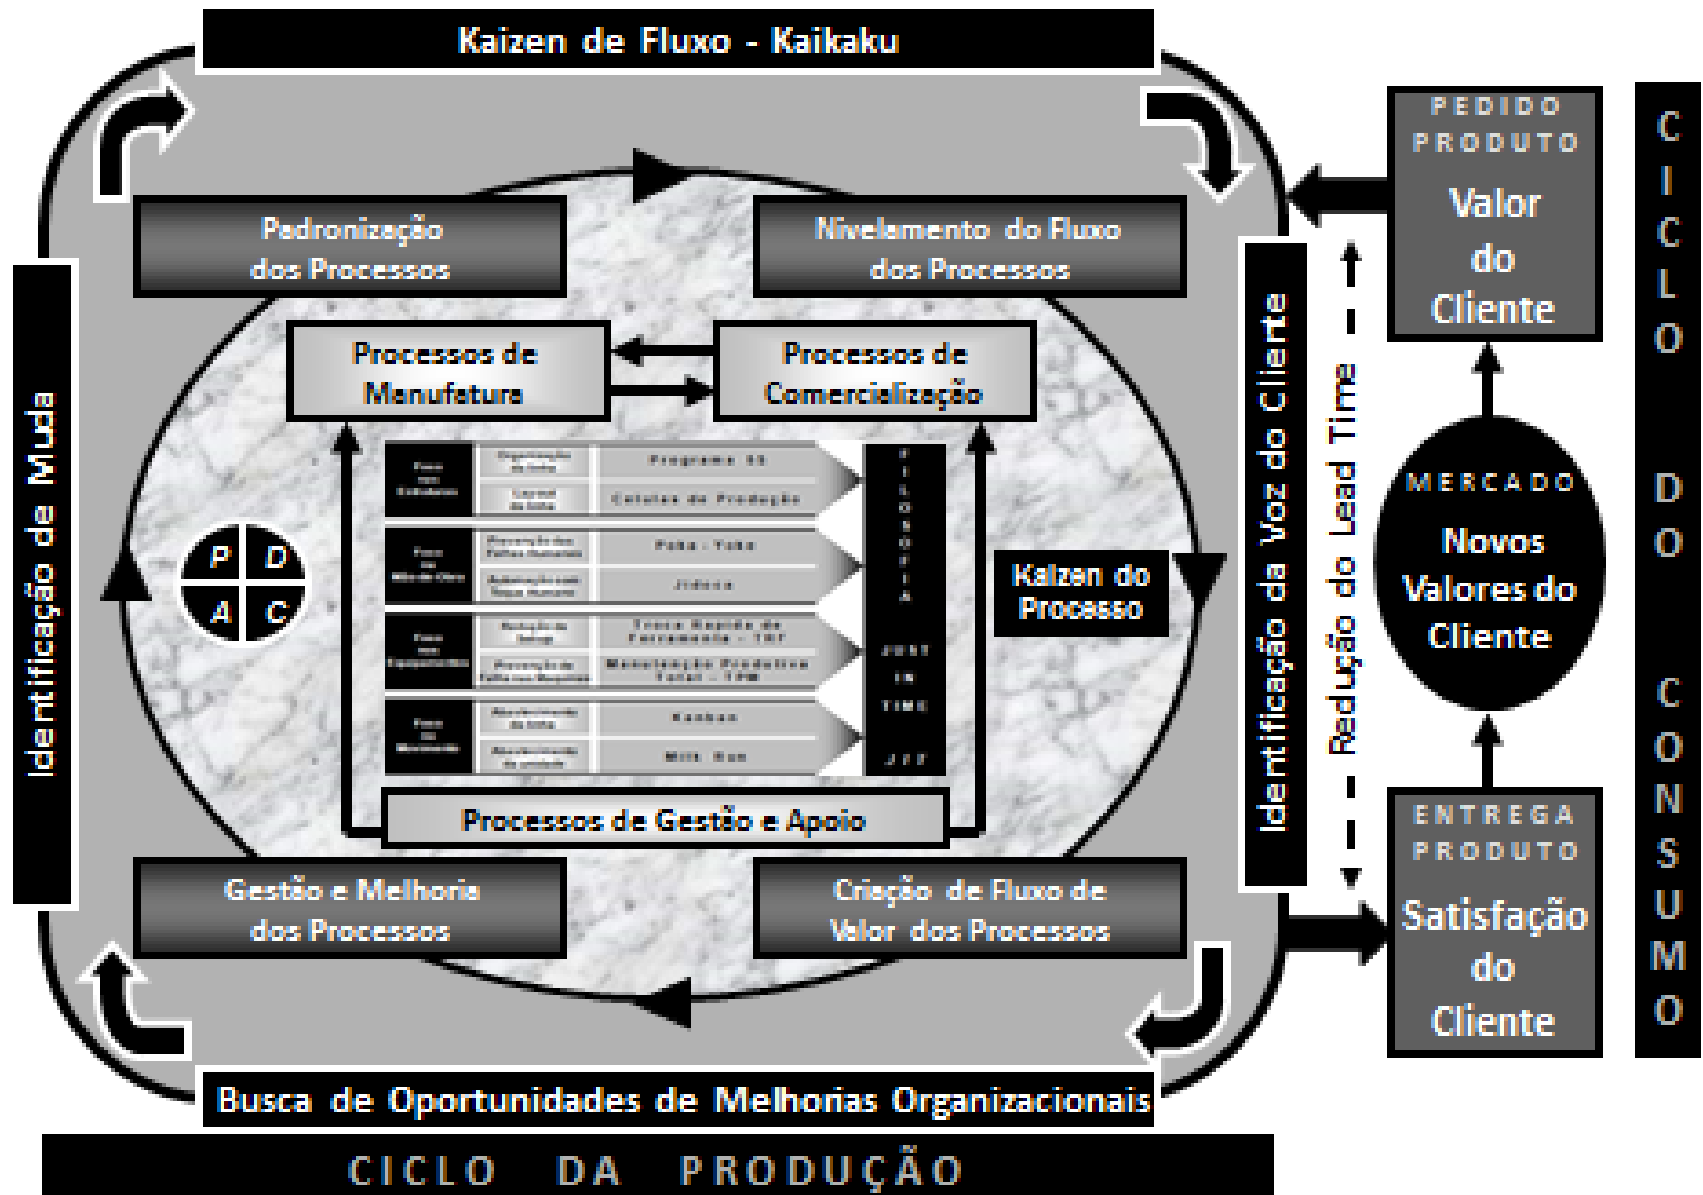 Kaizen de Fluxo - Kaikaku
PEDIDO
PRODUTO
Valor
do
Cliente
CICLO DO CONSUMO
Padronização
dos Processos
Nivelamento do Fluxo
dos Processos
Processos de
Manufatura
Processos de
Comercialização
Identificação de Muda
Identificação da Voz do Cliente
Redução do Lead Time
MERCADO
Novos
Valores do
Cliente
P D
A C
Programa 5S
Células de Produção
Poka - Yoke
Jidoca
Troca Rapida de
Ferramenta - TRF
Manutenção Produtiva
Total - TPM
Kanban
Milk Run
FILOSOFIA
JUST
IN
TIME
Kaizen do
Processo
Processos de Gestão e Apoio
Gestão e Melhoria
dos Processos
Criação de Fluxo de
Valor dos Processos
ENTREGA
PRODUTO
Satisfação
do
Cliente
Busca de Oportunidades de Melhorias Organizacionais
CICLO DA PRODUÇÃO